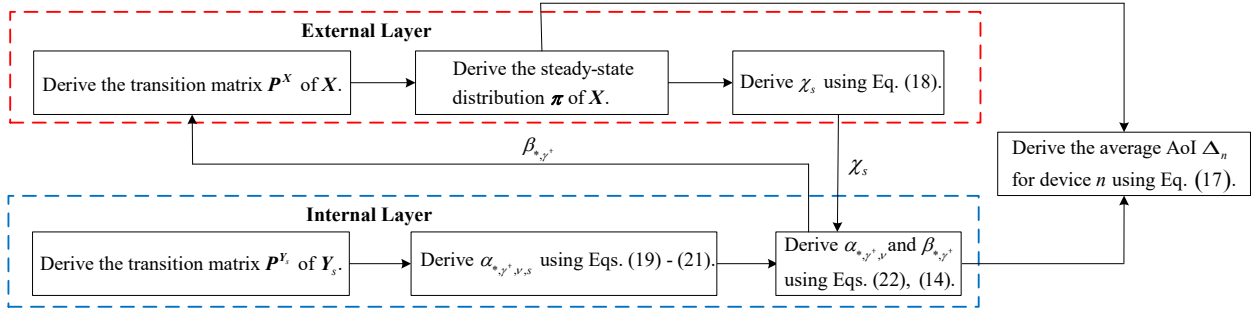 External Layer
Derive the transition matrix P^X of X.
Derive the steady-state
distribution π of X.
Derive χ_s using Eq. (18).
β_{*,γ⁺}
χ_s
Derive the average AoI Δ_n
for device n using Eq. (17).
Internal Layer
Derive the transition matrix P^{Y_s} of Y_s.
Derive α_{*,γ⁺,ν,s} using Eqs. (19) - (21).
Derive α_{*,γ⁺,ν} and β_{*,γ⁺}
using Eqs. (22), (14).